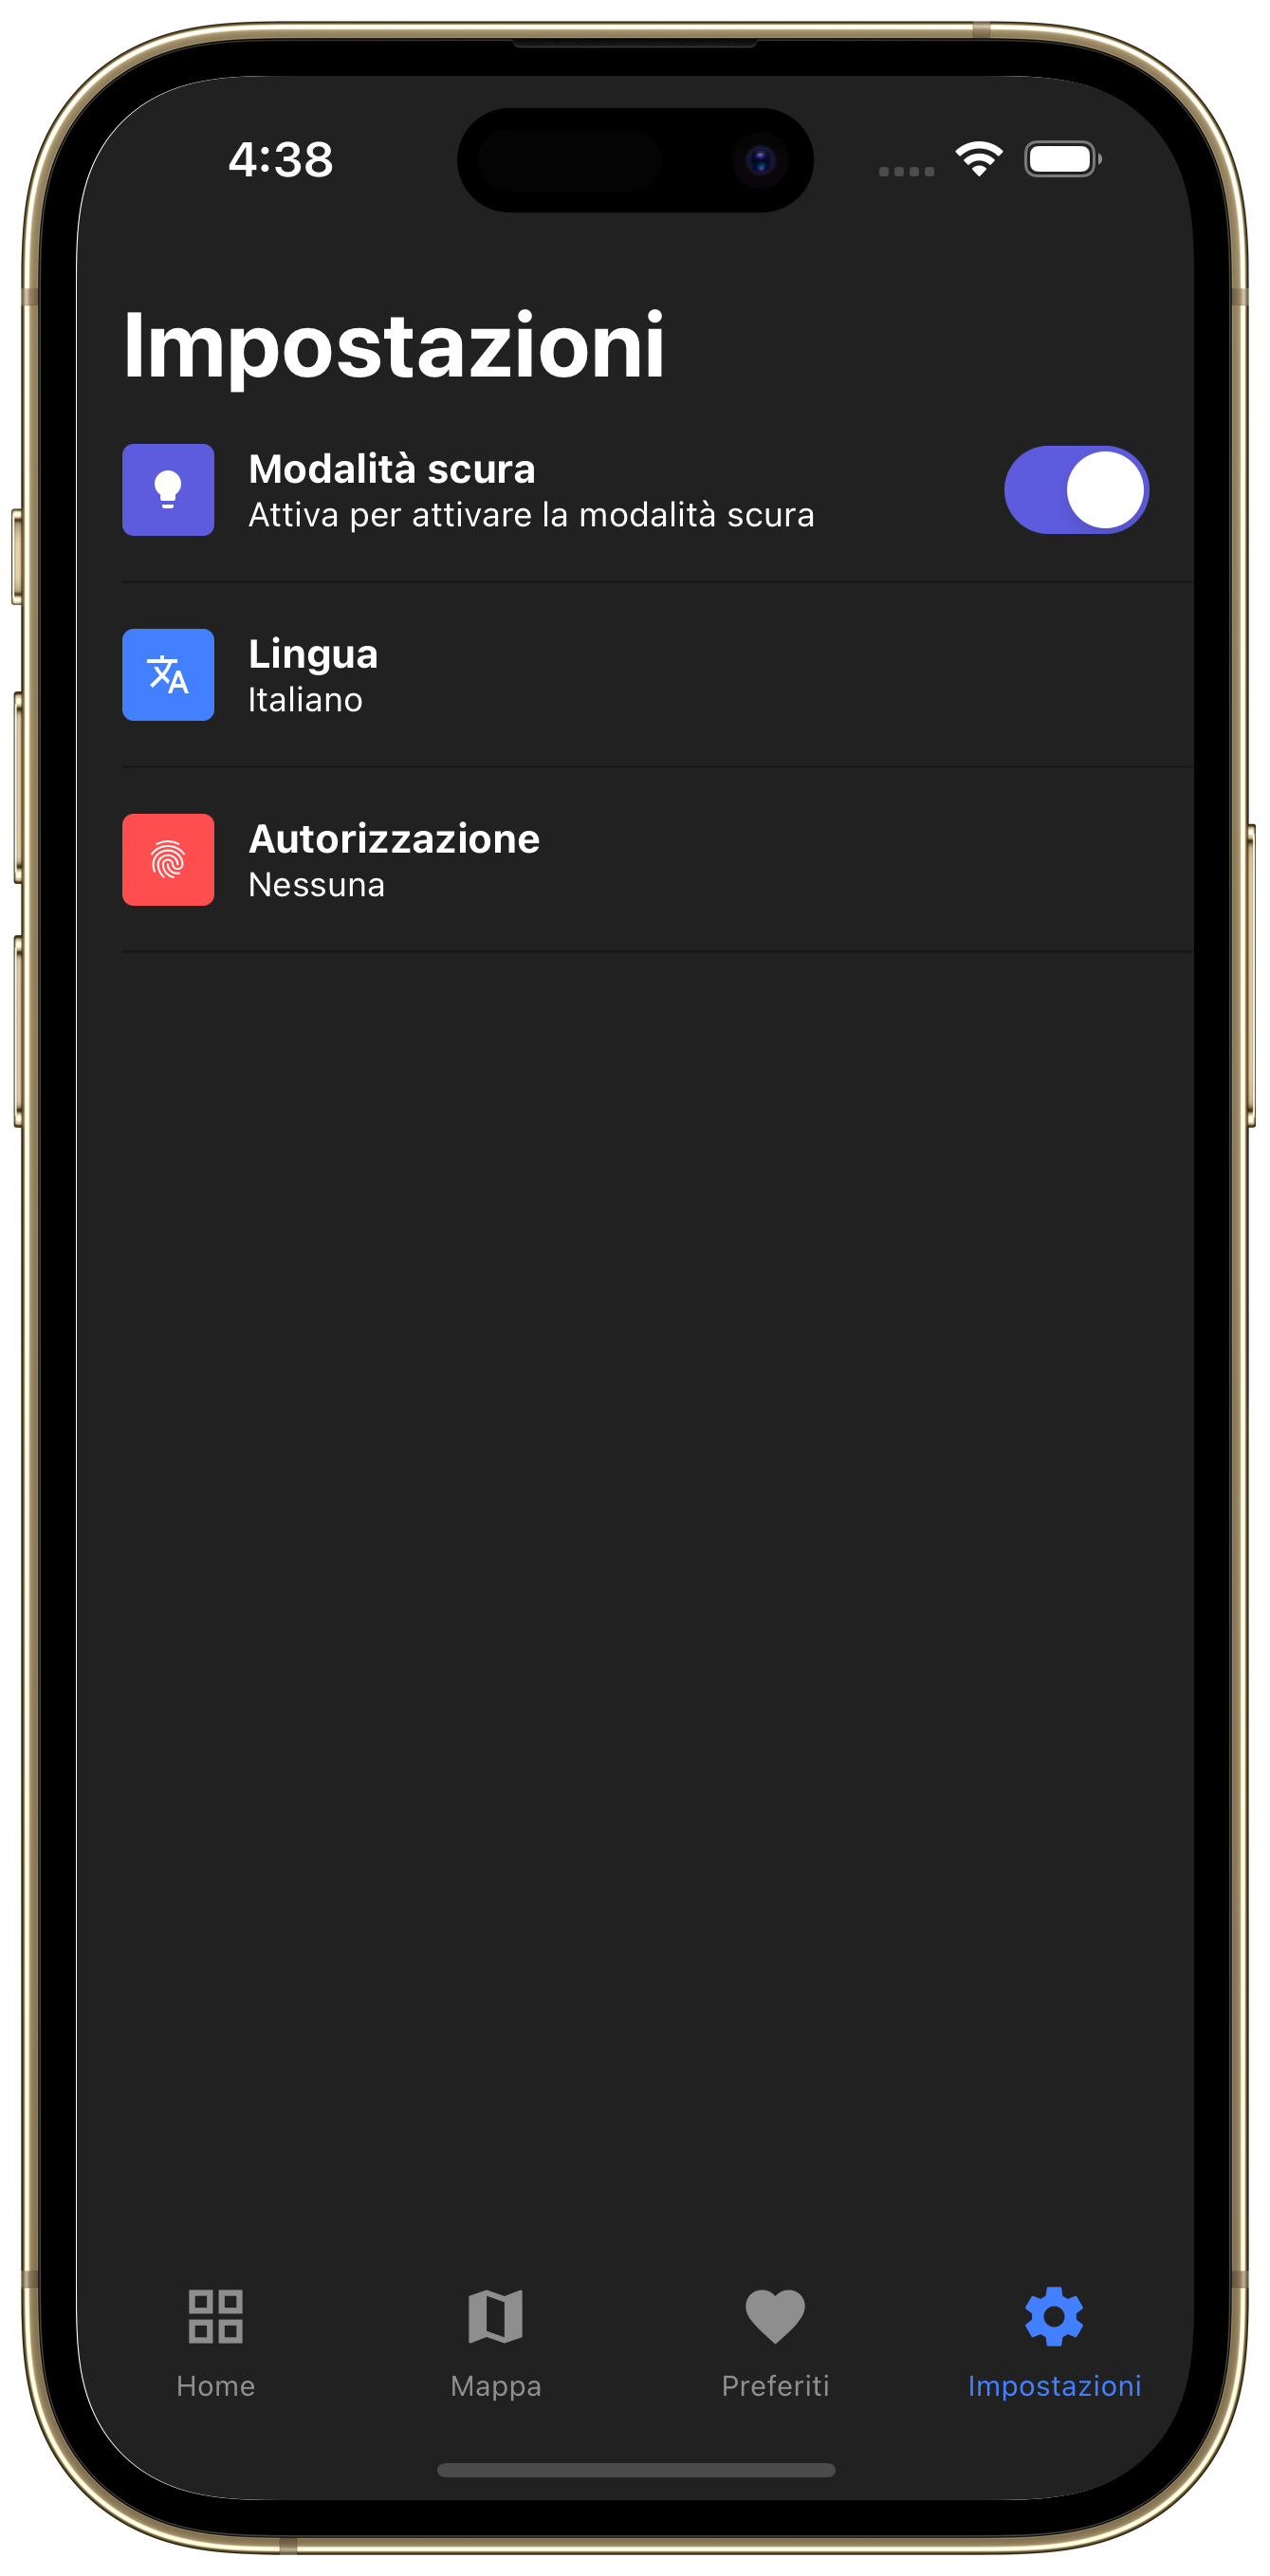 4:38
Impostazioni
Modalità scura
Attiva per attivare la modalità scura
Lingua
Italiano
Autorizzazione
Nessuna
Home
Mappa
Preferiti
Impostazioni